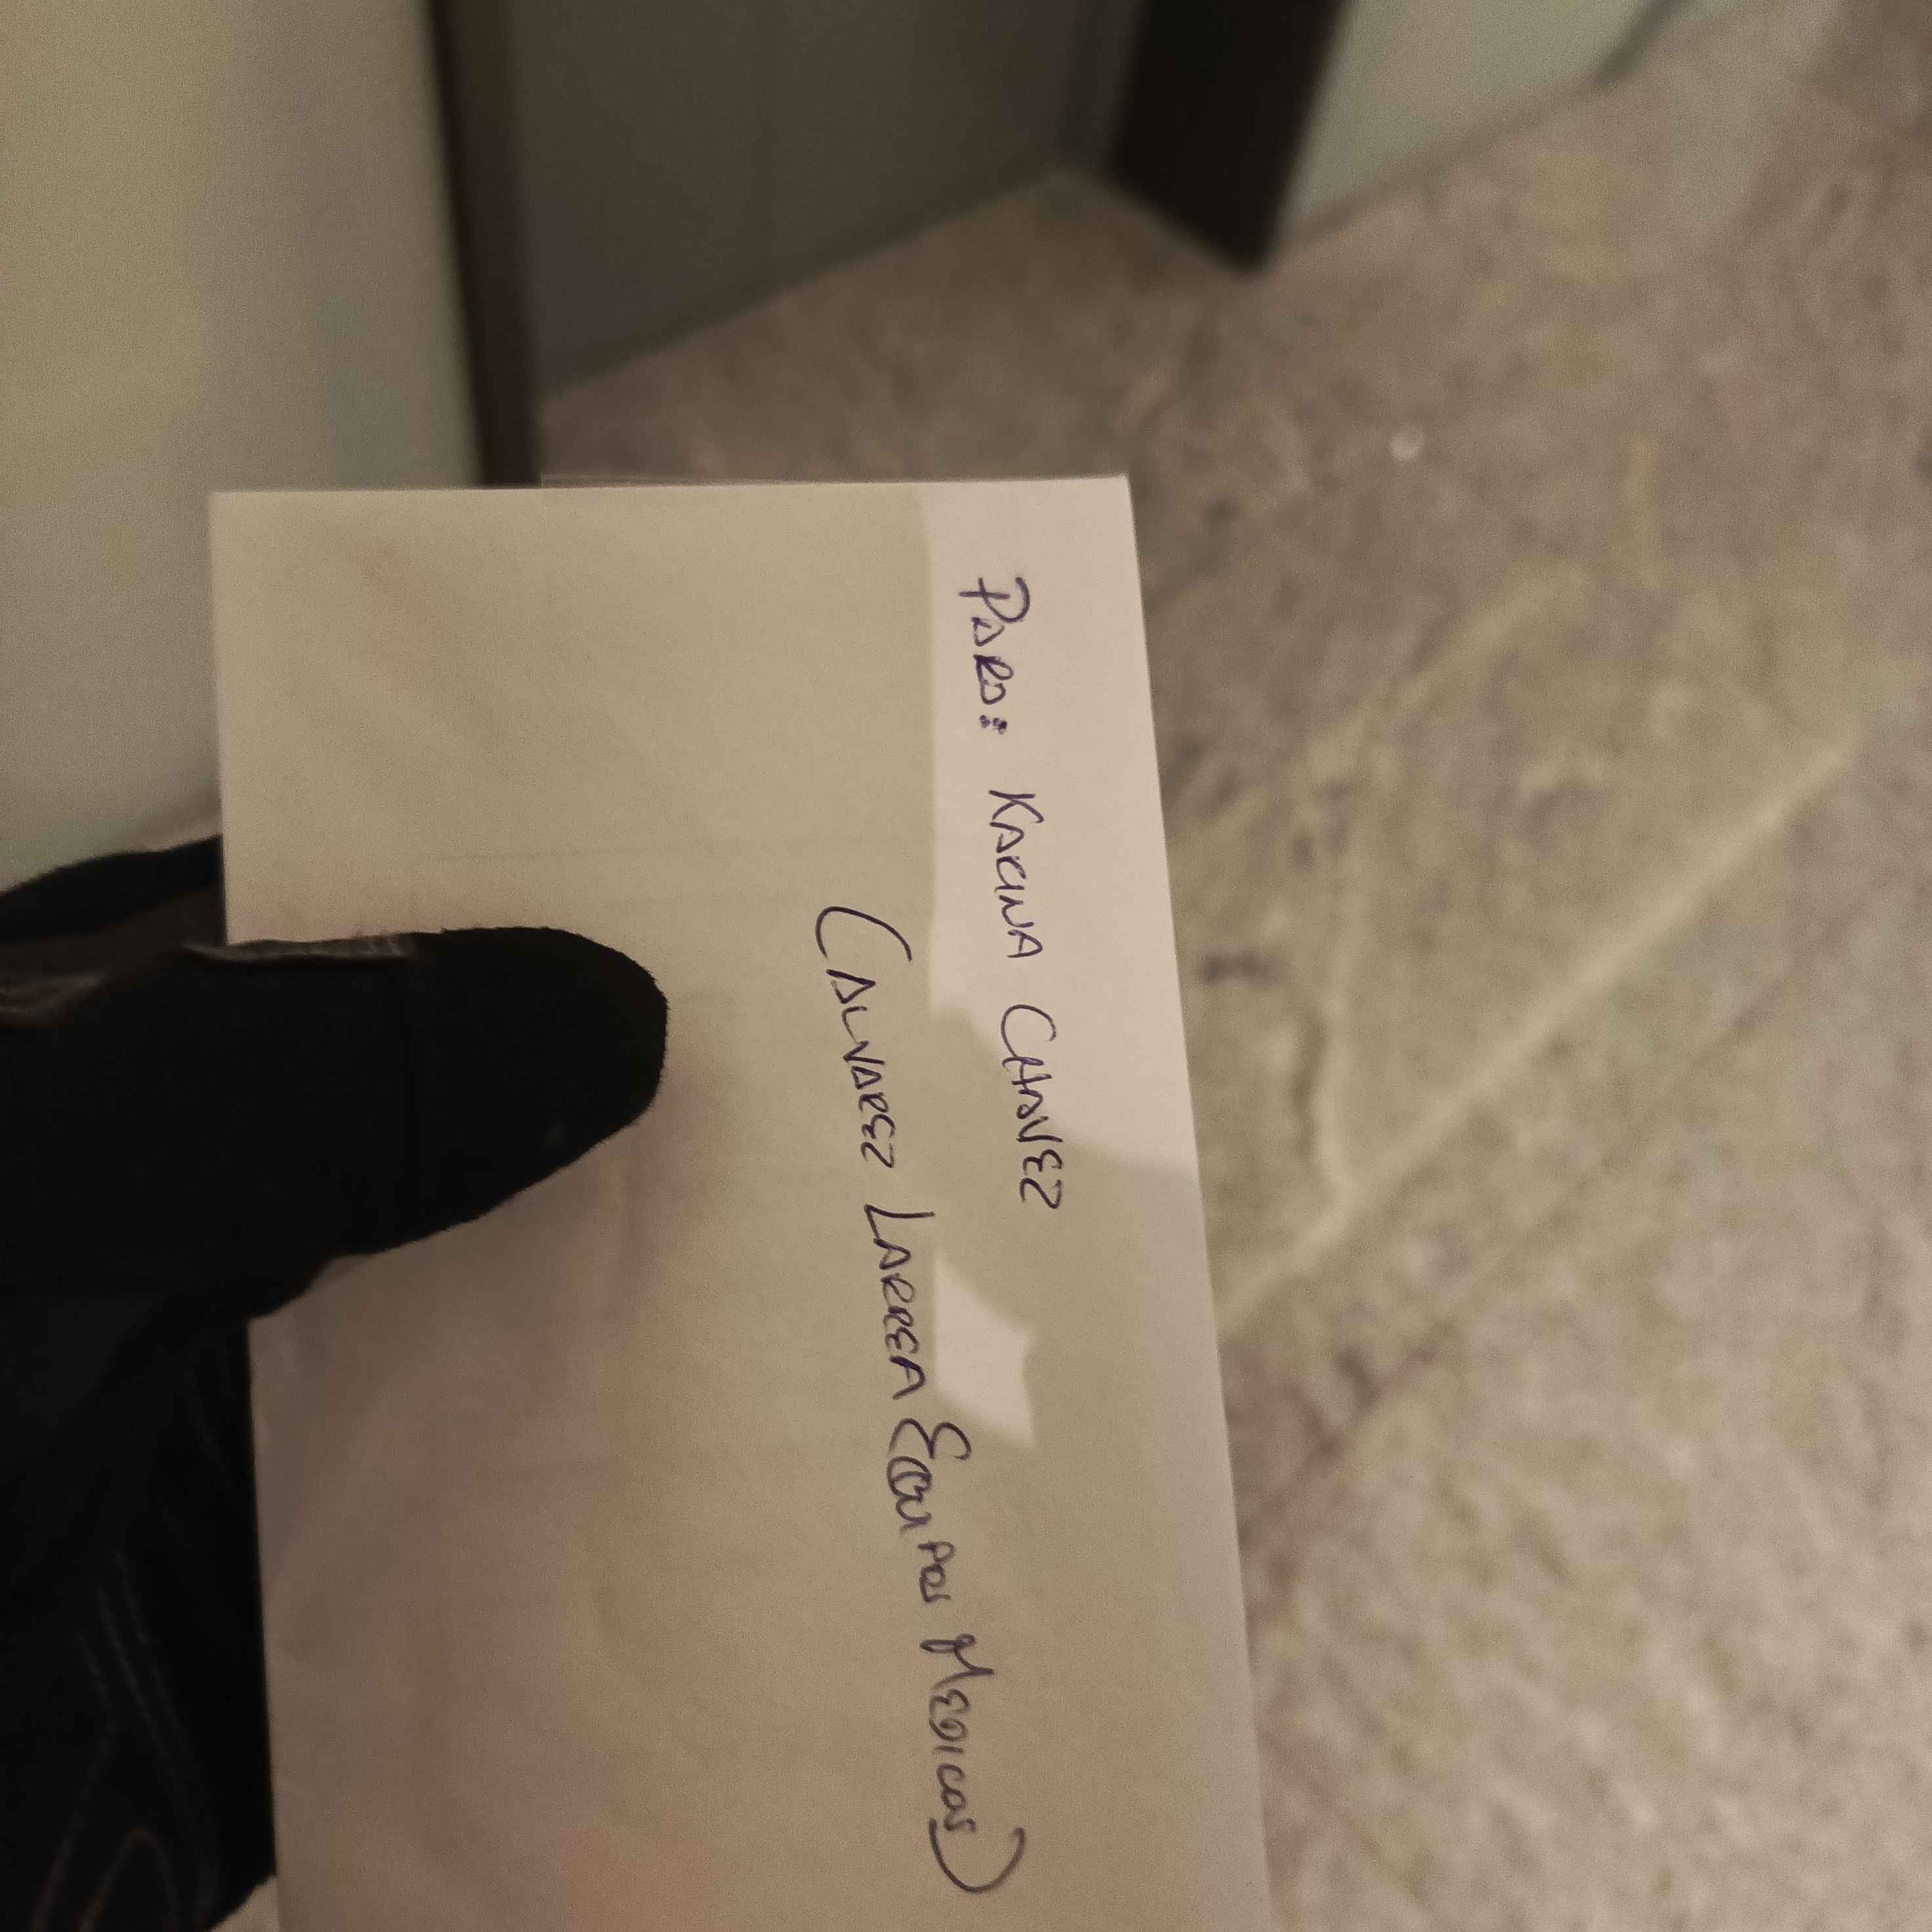 PARA: KARINA CHAVEZ
(ALVAREZ LARREA EQUIPOS MEDICOS)